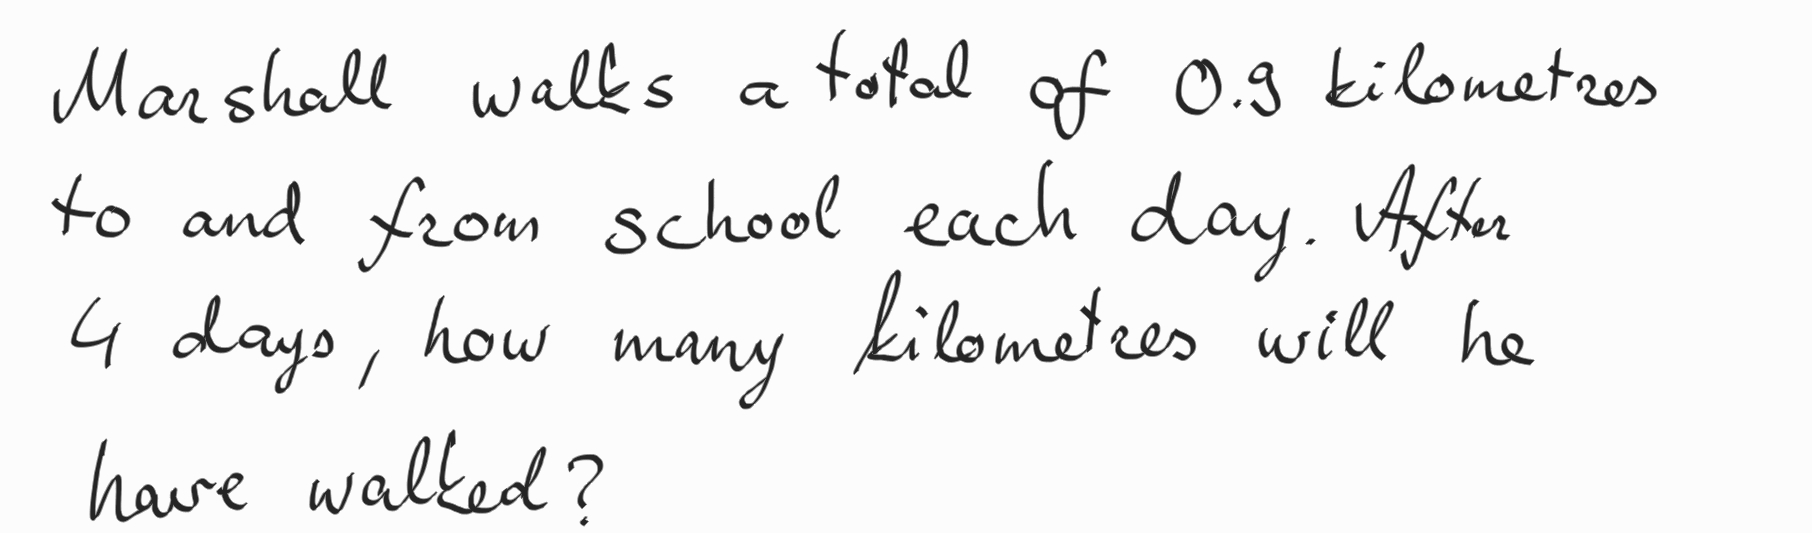 Marshall walks a total of 0.9 kilometres
to and from school each day. After
4 days, how many kilometres will he
have walked?